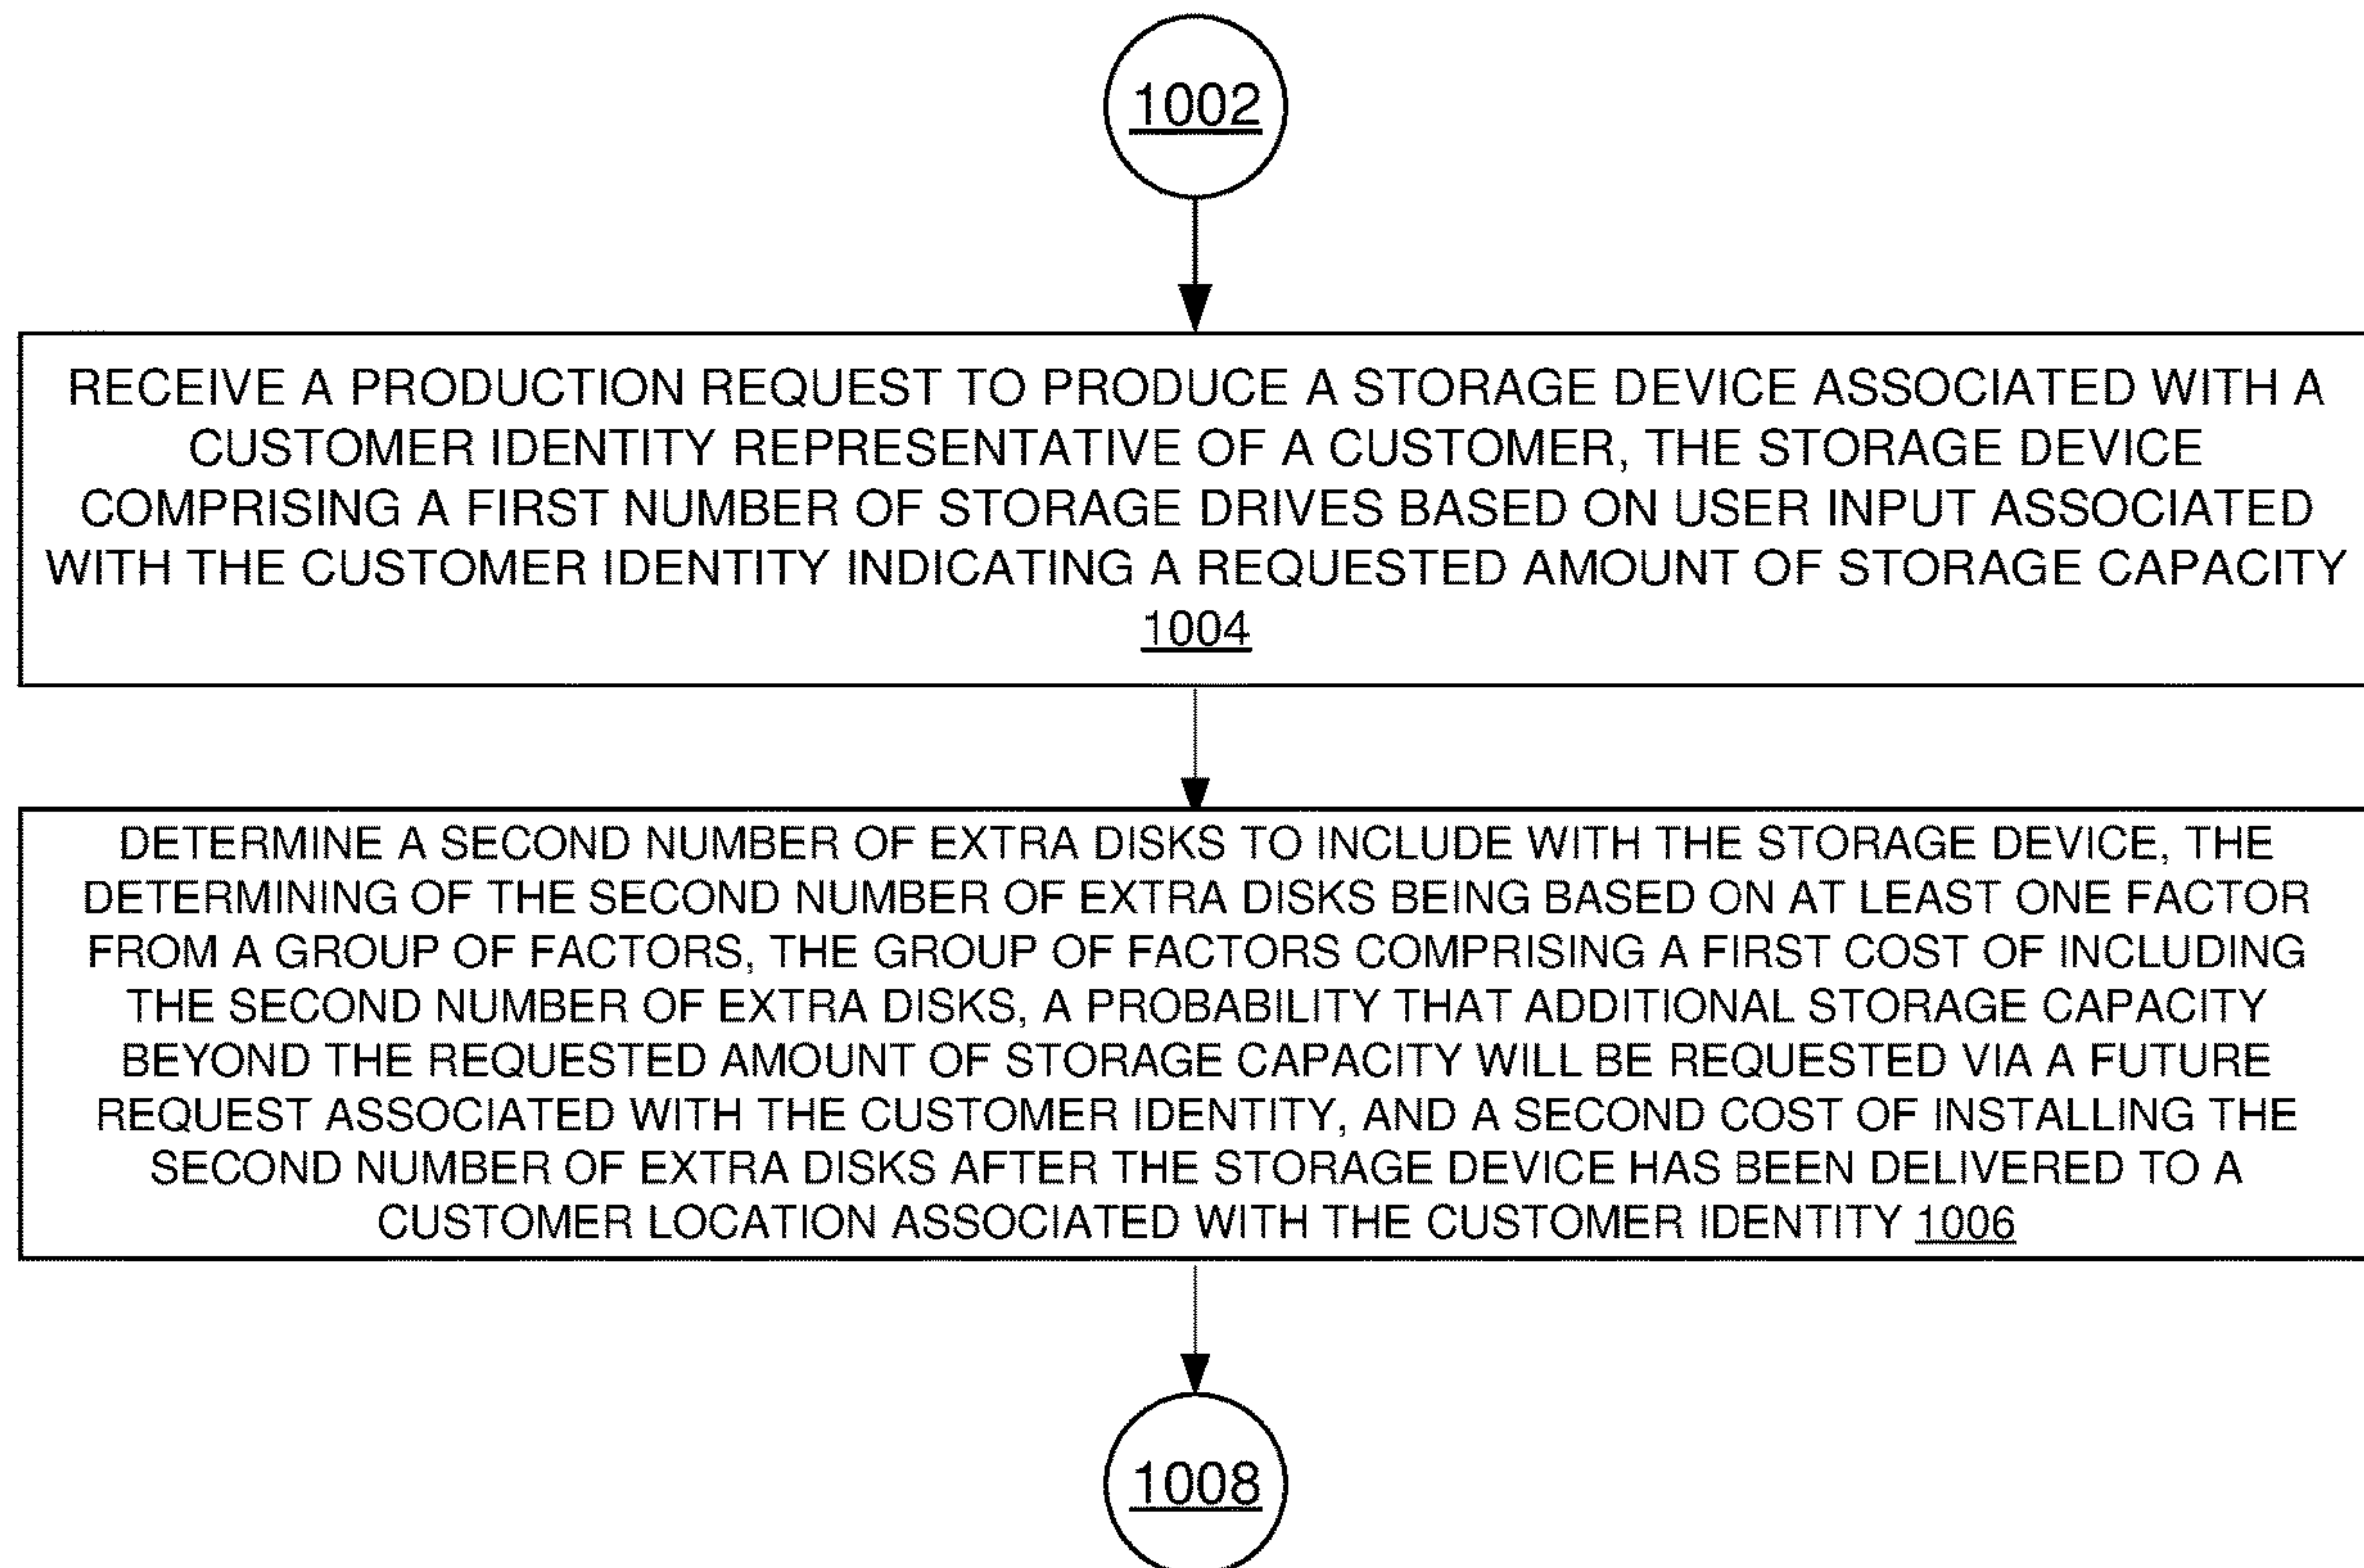 1002
RECEIVE A PRODUCTION REQUEST TO PRODUCE A STORAGE DEVICE ASSOCIATED WITH A
CUSTOMER IDENTITY REPRESENTATIVE OF A CUSTOMER, THE STORAGE DEVICE
COMPRISING A FIRST NUMBER OF STORAGE DRIVES BASED ON USER INPUT ASSOCIATED
WITH THE CUSTOMER IDENTITY INDICATING A REQUESTED AMOUNT OF STORAGE CAPACITY
1004
DETERMINE A SECOND NUMBER OF EXTRA DISKS TO INCLUDE WITH THE STORAGE DEVICE, THE
DETERMINING OF THE SECOND NUMBER OF EXTRA DISKS BEING BASED ON AT LEAST ONE FACTOR
FROM A GROUP OF FACTORS, THE GROUP OF FACTORS COMPRISING A FIRST COST OF INCLUDING
THE SECOND NUMBER OF EXTRA DISKS, A PROBABILITY THAT ADDITIONAL STORAGE CAPACITY
BEYOND THE REQUESTED AMOUNT OF STORAGE CAPACITY WILL BE REQUESTED VIA A FUTURE
REQUEST ASSOCIATED WITH THE CUSTOMER IDENTITY, AND A SECOND COST OF INSTALLING THE
SECOND NUMBER OF EXTRA DISKS AFTER THE STORAGE DEVICE HAS BEEN DELIVERED TO A
CUSTOMER LOCATION ASSOCIATED WITH THE CUSTOMER IDENTITY 1006
1008